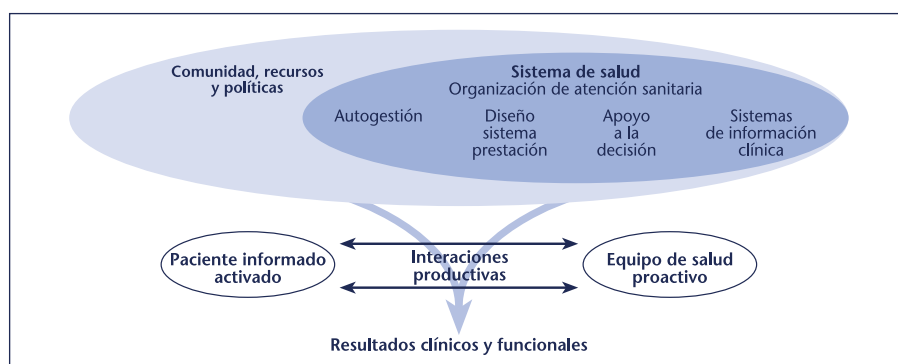 Comunidad, recursos
y políticas
Sistema de salud
Organización de atención sanitaria
Autogestión
Diseño
sistema
prestación
Apoyo
a la
decisión
Sistemas
de información
clínica
Paciente informado
activado
Interaciones
productivas
Equipo de salud
proactivo
Resultados clínicos y funcionales